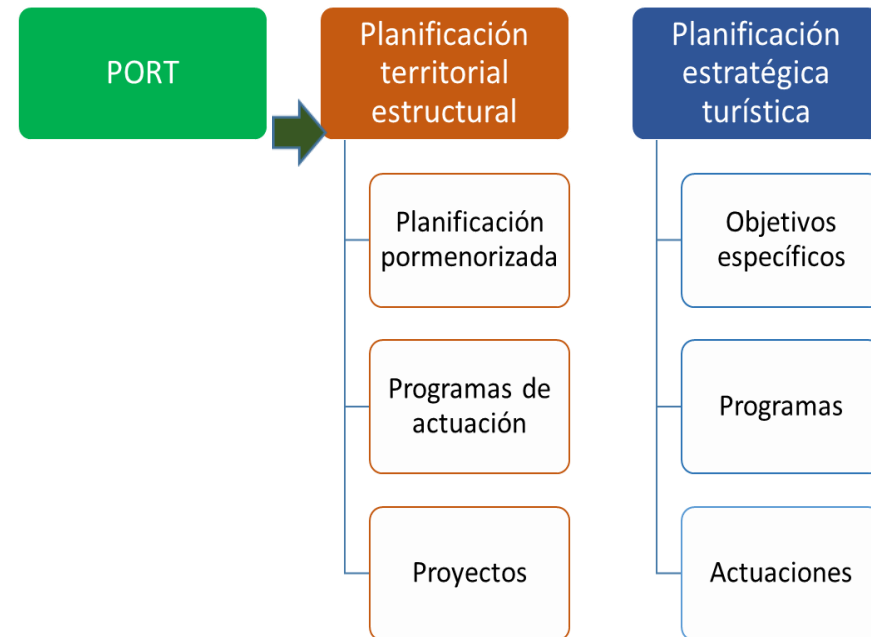 PORT
Planificación
territorial
estructural
Planificación
pormenorizada
Programas de
actuación
Proyectos
Planificación
estratégica
turística
Objetivos
específicos
Programas
Actuaciones